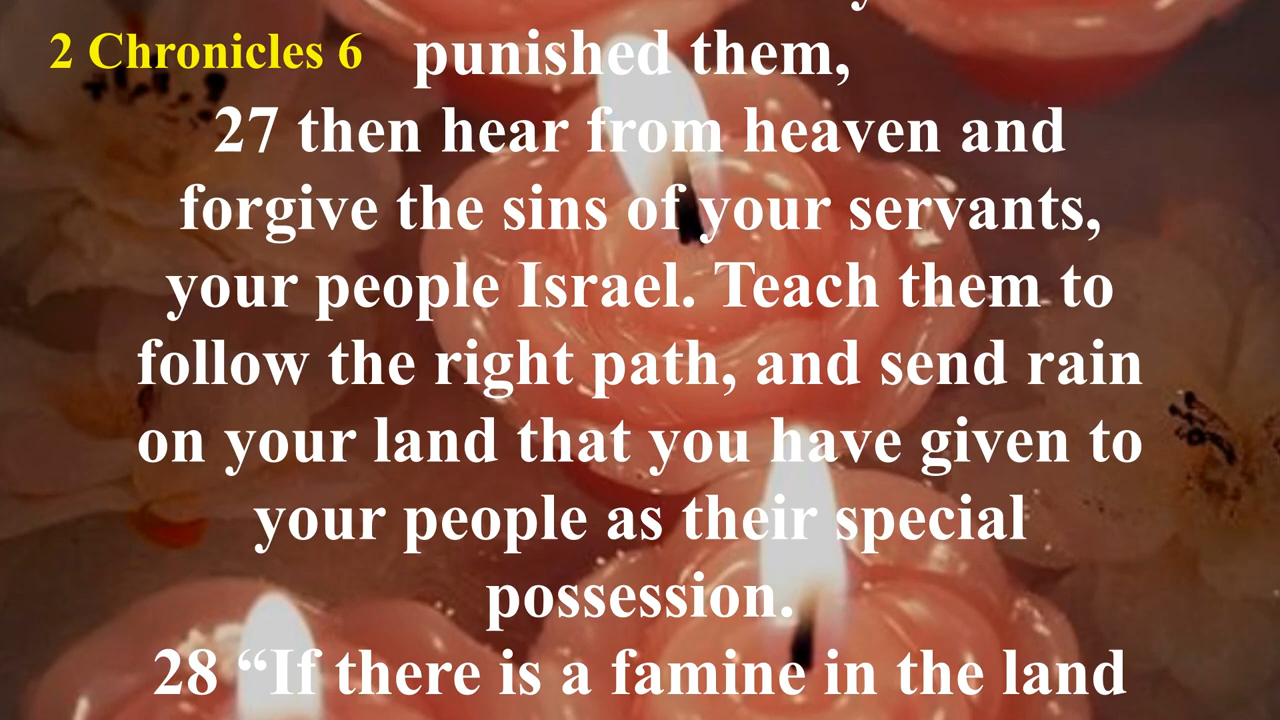 2 Chronicles 6
punished them,
27 then hear from heaven and
forgive the sins of your servants,
your people Israel. Teach them to
follow the right path, and send rain
on your land that you have given to
your people as their special
possession.
28 “If there is a famine in the land